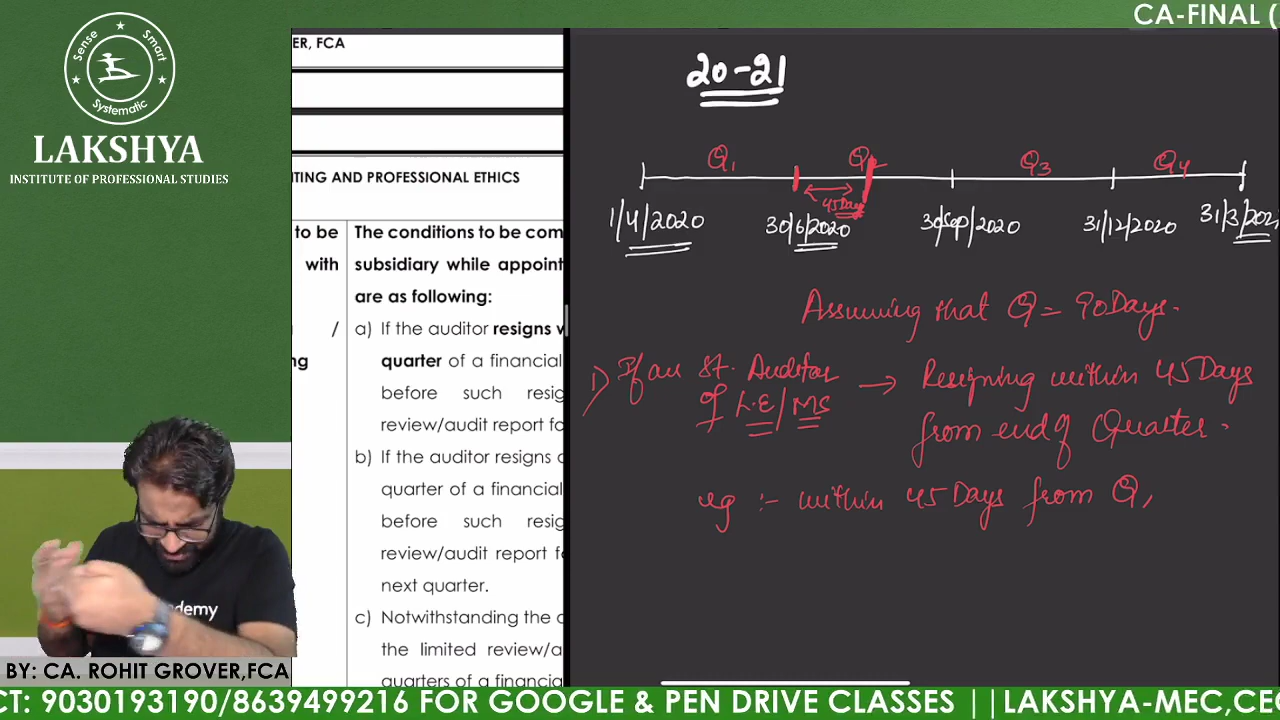 CA-FINAL (
Sense
Smart
Systematic
LAKSHYA
INSTITUTE OF PROFESSIONAL STUDIES
ER, FCA
TING AND PROFESSIONAL ETHICS
to be
with
/
ng
The conditions to be com
subsidiary while appoint
are as following:
a) If the auditor resigns w
quarter of a financial
before such resig
review/audit report fo
b) If the auditor resigns a
quarter of a financial
before such resig
review/audit report fo
next quarter.
c) Notwithstanding the a
the limited review/a
quarters of a financia
20-21
Q1 Q Q3 Q4
45 Days
1/4/2020 30/6/2020 30/Sep/2020 31/12/2020 31/3/202
Assuming that Q = 90 Days.
1) If an St. Auditor → Resigning within 45 Days
of L.E/MS from end of Quarter.
eg :- within 45 Days from Q1
demy
BY: CA. ROHIT GROVER,FCA
CT: 9030193190/8639499216 FOR GOOGLE & PEN DRIVE CLASSES ||LAKSHYA-MEC,CEC